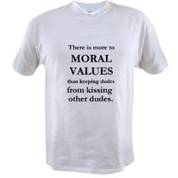 There is more to
MORAL
VALUES
than keeping dudes
from kissing
other dudes.